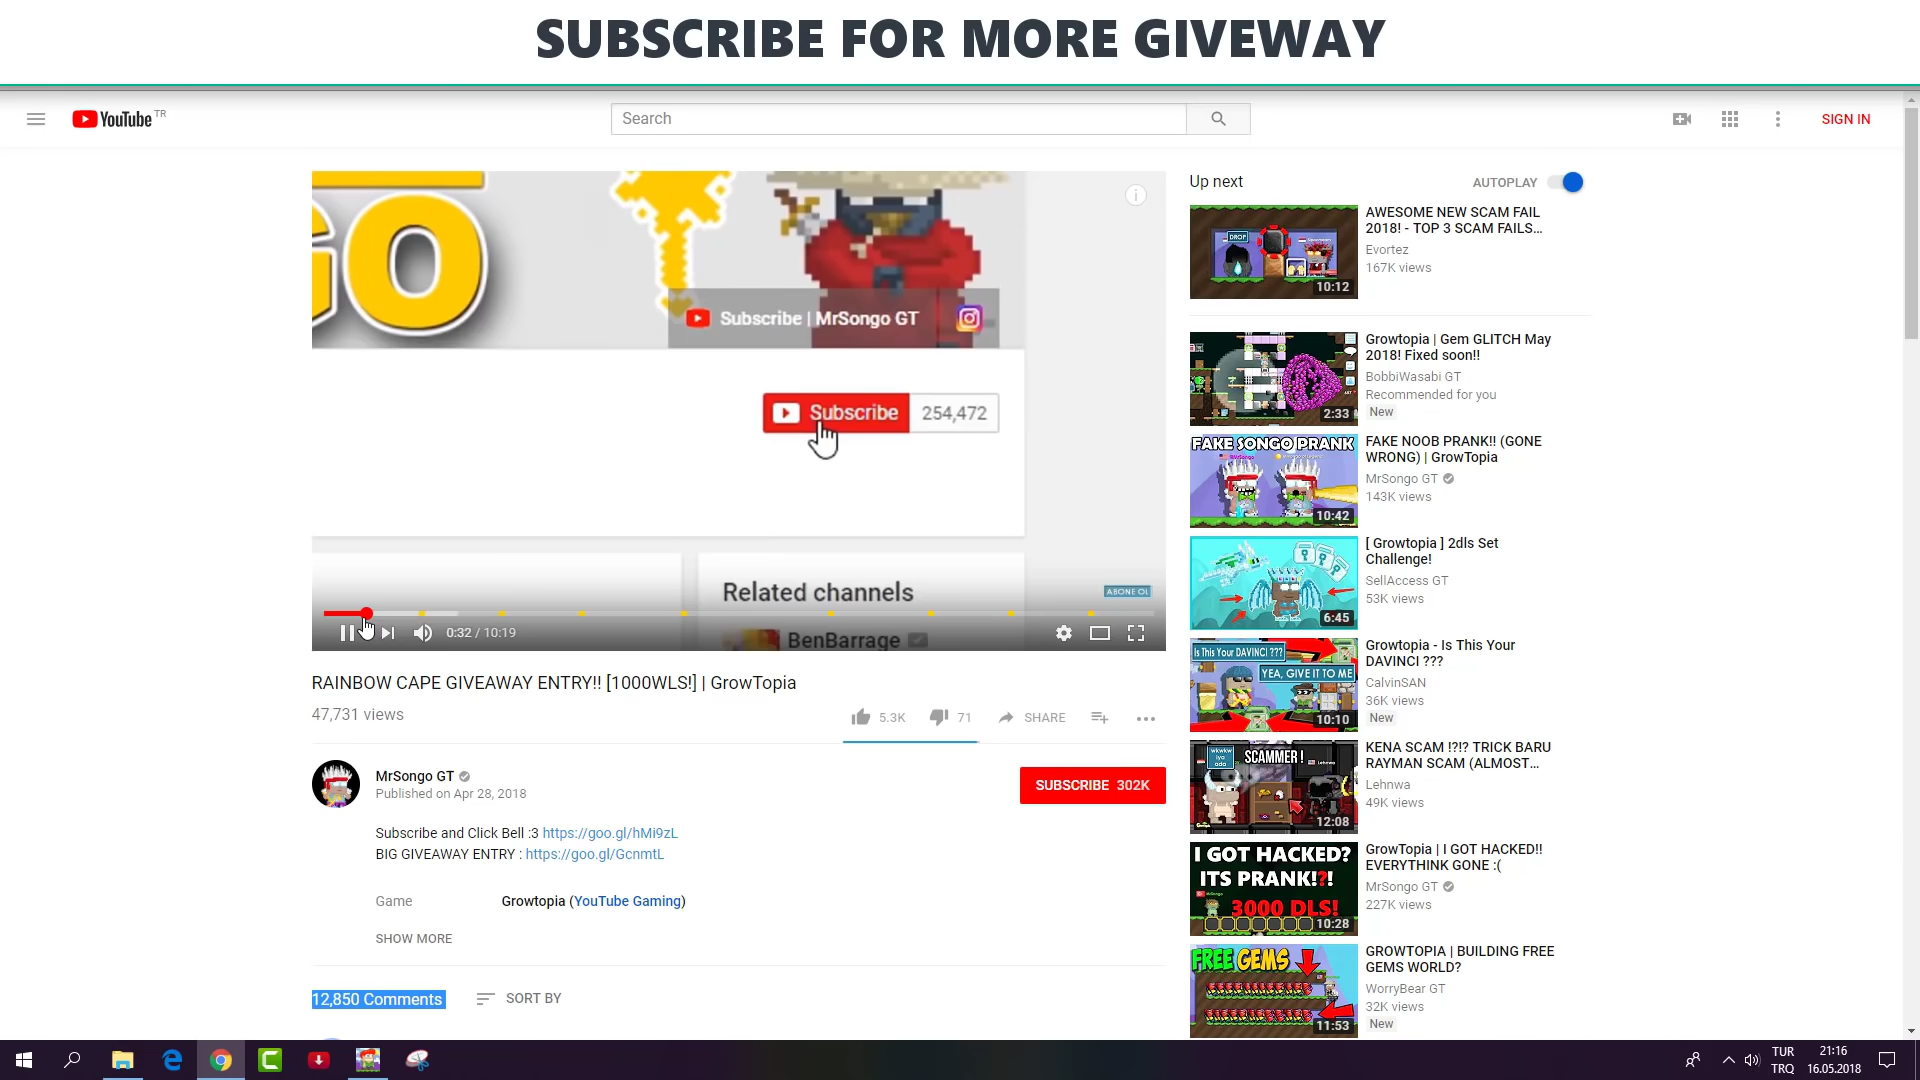 SUBSCRIBE FOR MORE GIVEWAY
YouTube TR
Search
SIGN IN
GO
Subscribe | MrSongo GT
Subscribe 254,472
Related channels
ABONE OL
BenBarrage
0:32 / 10:19
RAINBOW CAPE GIVEAWAY ENTRY!! [1000WLS!] | GrowTopia
47,731 views
5.3K
71
SHARE
MrSongo GT
Published on Apr 28, 2018
SUBSCRIBE 302K
Subscribe and Click Bell :3 https://goo.gl/hMi9zL
BIG GIVEAWAY ENTRY : https://goo.gl/GcnmtL
Game
Growtopia (YouTube Gaming)
SHOW MORE
12,850 Comments
SORT BY
Up next
AUTOPLAY
DROP
10:12
AWESOME NEW SCAM FAIL
2018! - TOP 3 SCAM FAILS...
Evortez
167K views
2:33
Growtopia | Gem GLITCH May
2018! Fixed soon!!
BobbiWasabi GT
Recommended for you
New
FAKE SONGO PRANK
10:42
FAKE NOOB PRANK!! (GONE
WRONG) | GrowTopia
MrSongo GT
143K views
6:45
[ Growtopia ] 2dls Set
Challenge!
SellAccess GT
53K views
Is This Your DAVINCI ???
YEA, GIVE IT TO ME
10:10
Growtopia - Is This Your
DAVINCI ???
CalvinSAN
36K views
New
wkwkw
iya
ada
SCAMMER !
Lehnwa
12:08
KENA SCAM !?!? TRICK BARU
RAYMAN SCAM (ALMOST...
Lehnwa
49K views
I GOT HACKED?
ITS PRANK!?!
MrSongo
3000 DLS!
10:28
GrowTopia | I GOT HACKED!!
EVERYTHINK GONE :(
MrSongo GT
227K views
FREE GEMS
11:53
GROWTOPIA | BUILDING FREE
GEMS WORLD?
WorryBear GT
32K views
New
TUR
TRQ
21:16
16.05.2018